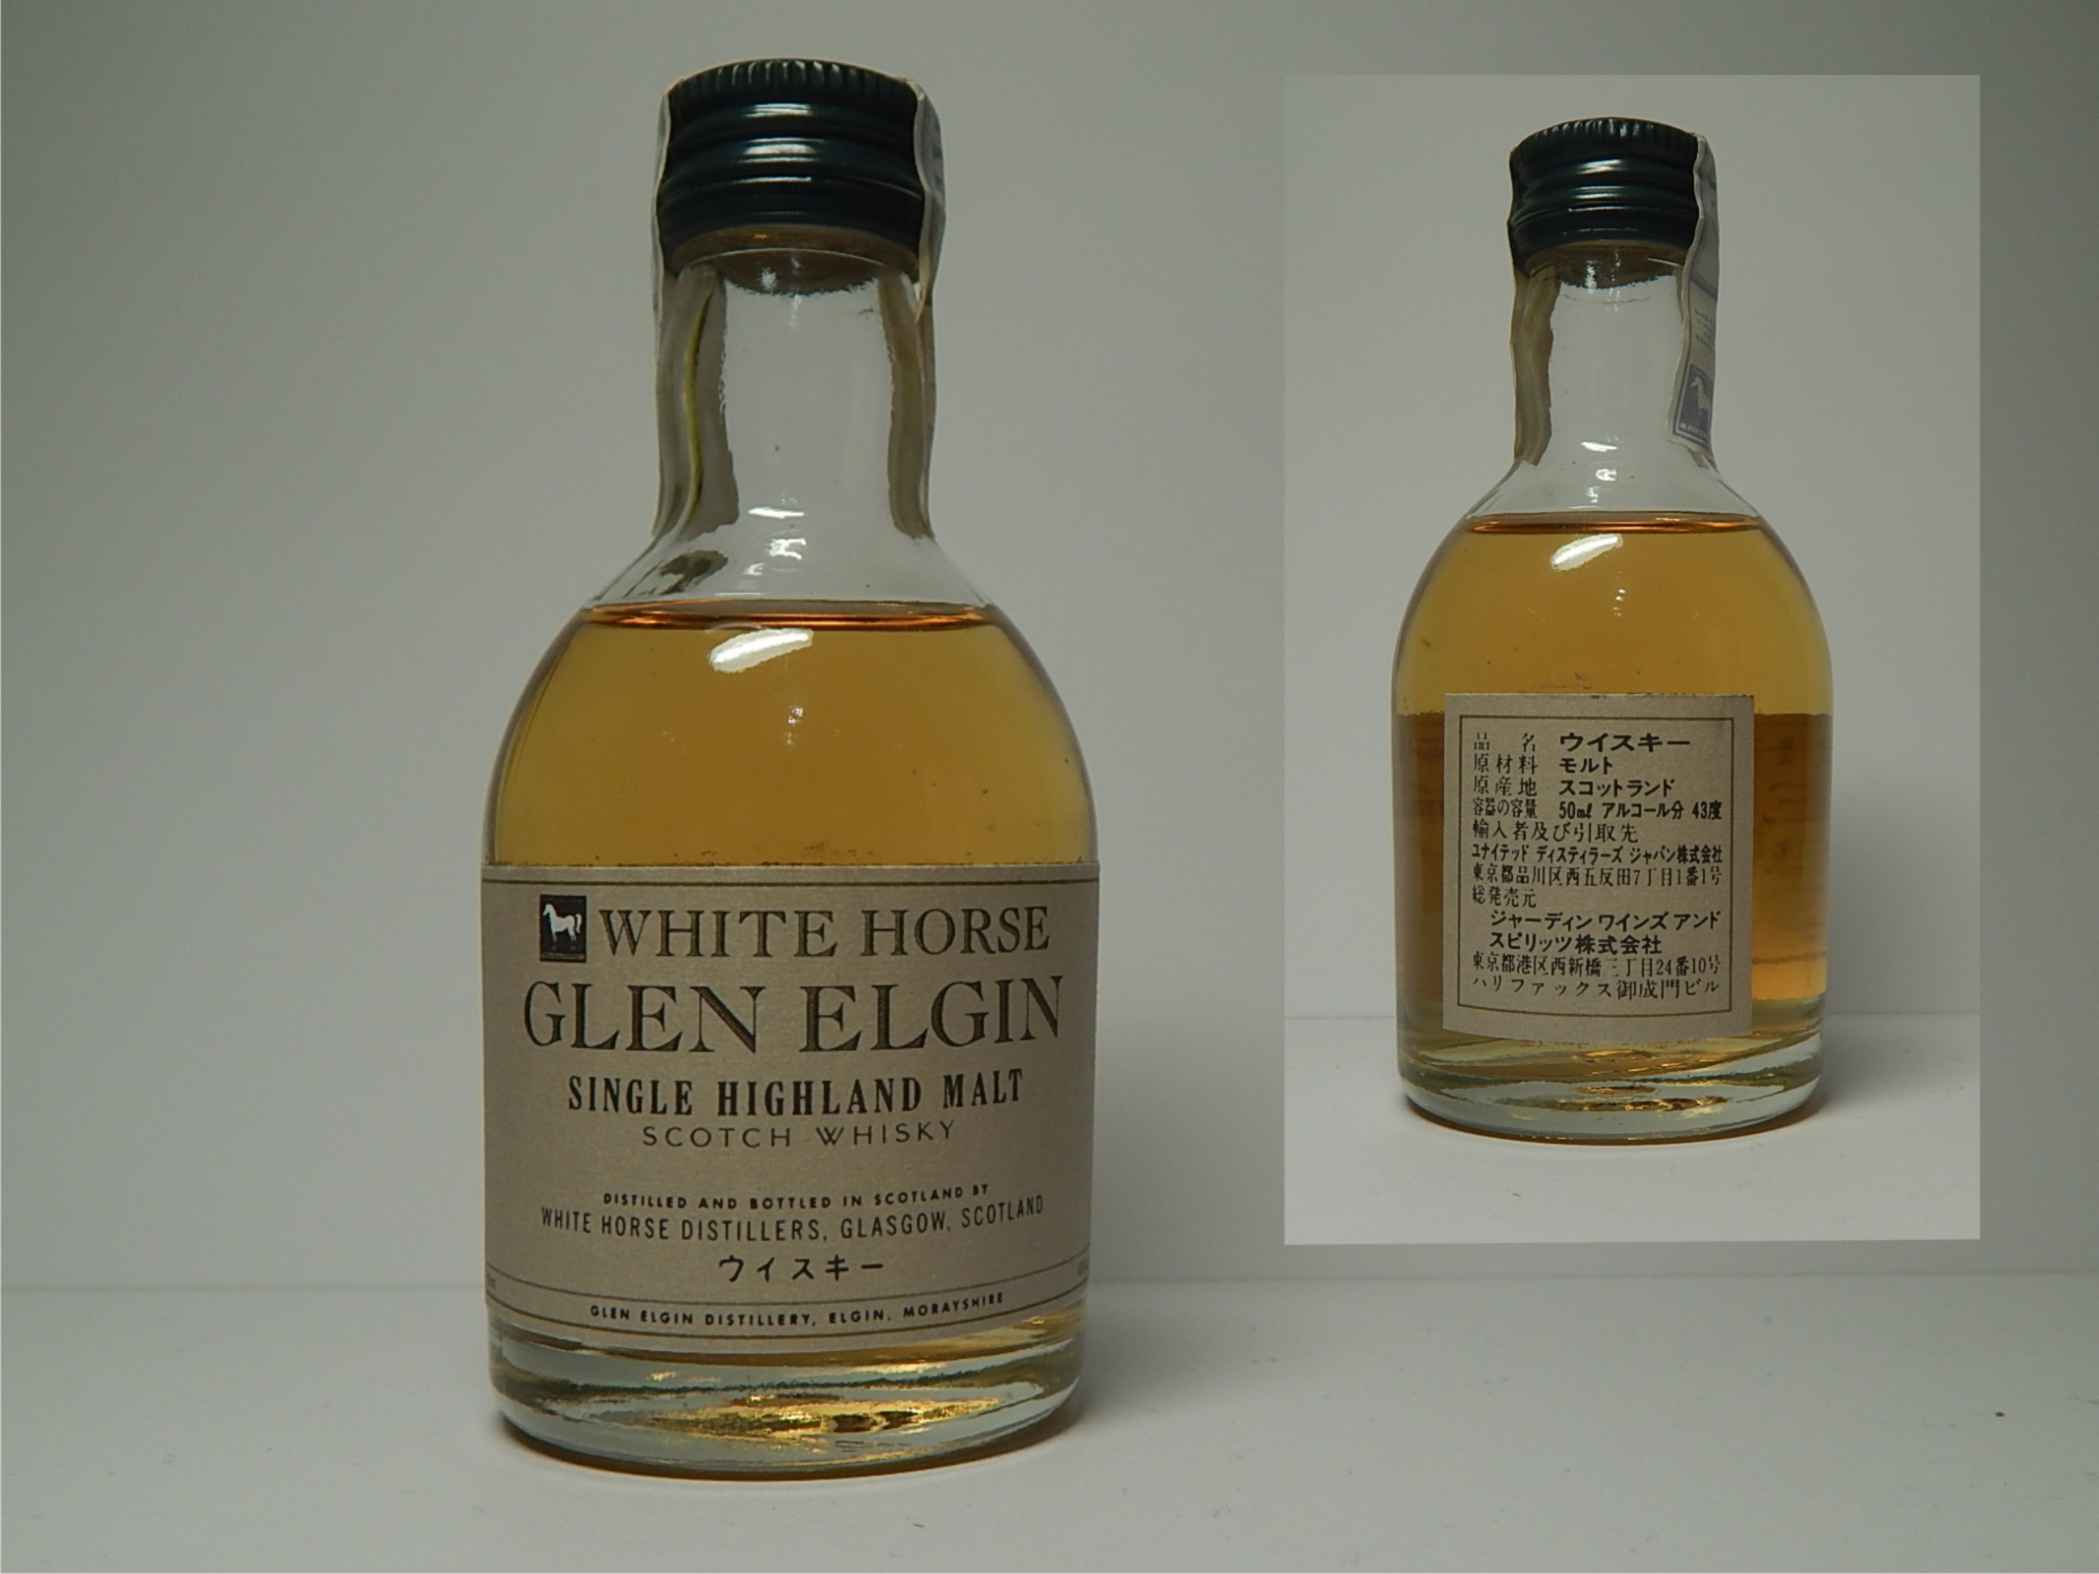 WHITE HORSE
GLEN ELGIN
SINGLE HIGHLAND MALT
SCOTCH WHISKY
DISTILLED AND BOTTLED IN SCOTLAND BY
WHITE HORSE DISTILLERS, GLASGOW, SCOTLAND
ウイスキー
GLEN ELGIN DISTILLERY, ELGIN, MORAYSHIRE
品名 ウイスキー
原材料 モルト
原産地 スコットランド
容器の容量 50ml アルコール分 43度
輸入者及び引取先
ユナイテッド ディスティラーズ ジャパン株式会社
東京都品川区西五反田7丁目1番1号
総発売元
ジャーディン ワインズ アンド
スピリッツ株式会社
東京都港区西新橋三丁目24番10号
ハリファックス御成門ビル